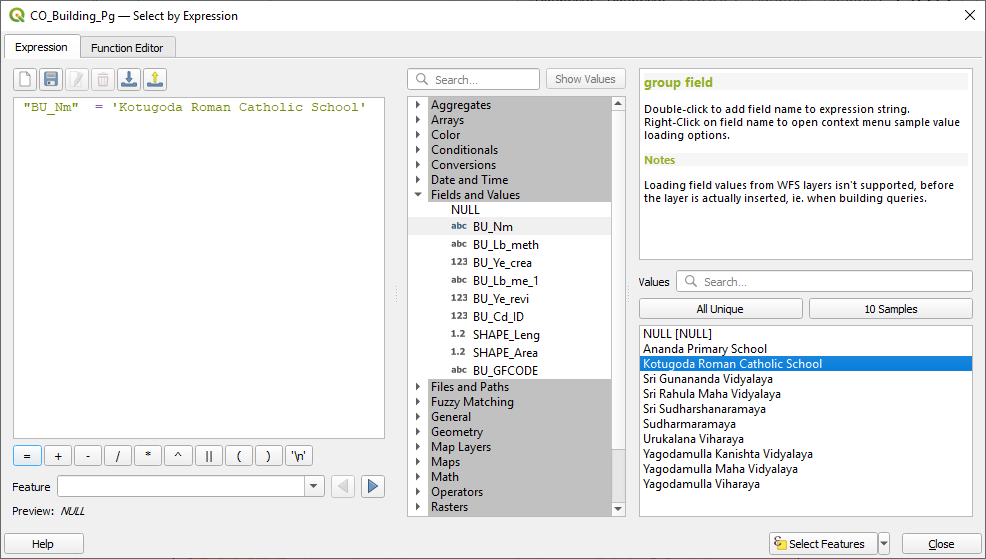 CO_Building_Pg — Select by Expression
Expression
Function Editor
"BU_Nm"  = 'Kotugoda Roman Catholic School'
= + - / * ^ || ( ) '\n'
Feature
Preview: NULL
Help
Search...
Show Values
Aggregates
Arrays
Color
Conditionals
Conversions
Date and Time
Fields and Values
NULL
abc BU_Nm
abc BU_Lb_meth
123 BU_Ye_crea
abc BU_Lb_me_1
123 BU_Ye_revi
123 BU_Cd_ID
1.2 SHAPE_Leng
1.2 SHAPE_Area
abc BU_GFCODE
Files and Paths
Fuzzy Matching
General
Geometry
Map Layers
Maps
Math
Operators
Rasters
group field
Double-click to add field name to expression string.
Right-Click on field name to open context menu sample value
loading options.
Notes
Loading field values from WFS layers isn't supported, before
the layer is actually inserted, ie. when building queries.
Values
Search...
All Unique
10 Samples
NULL [NULL]
Ananda Primary School
Kotugoda Roman Catholic School
Sri Gunananda Vidyalaya
Sri Rahula Maha Vidyalaya
Sri Sudharshanaramaya
Sudharmaramaya
Urukalana Viharaya
Yagodamulla Kanishta Vidyalaya
Yagodamulla Maha Vidyalaya
Yagodamulla Viharaya
Select Features
Close